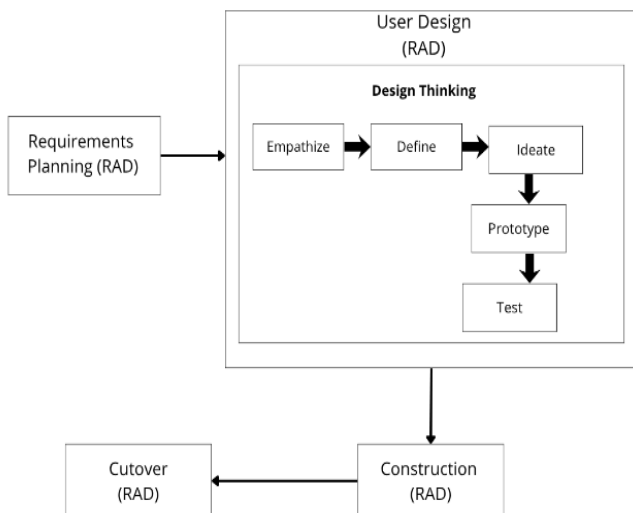 User Design
(RAD)
Design Thinking
Empathize
Define
Ideate
Requirements
Planning (RAD)
Prototype
Test
Cutover
(RAD)
Construction
(RAD)